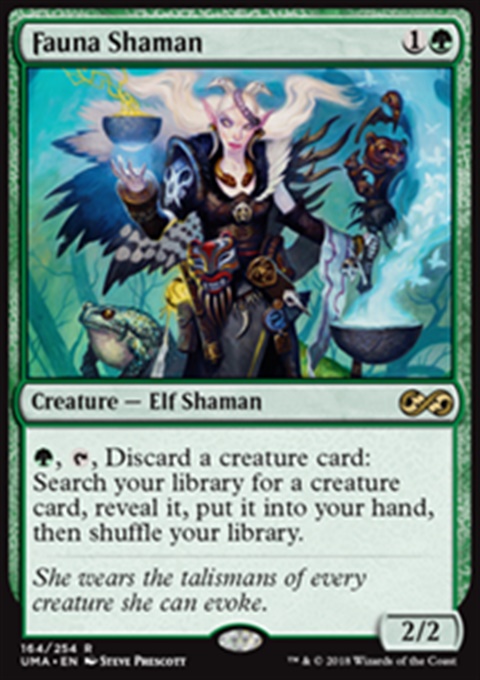 Fauna Shaman 1
Creature — Elf Shaman
, , Discard a creature card:
Search your library for a creature
card, reveal it, put it into your hand,
then shuffle your library.
She wears the talismans of every
creature she can evoke.
2/2
164/254 R
UMA • EN Steve Prescott
™ & © 2018 Wizards of the Coast